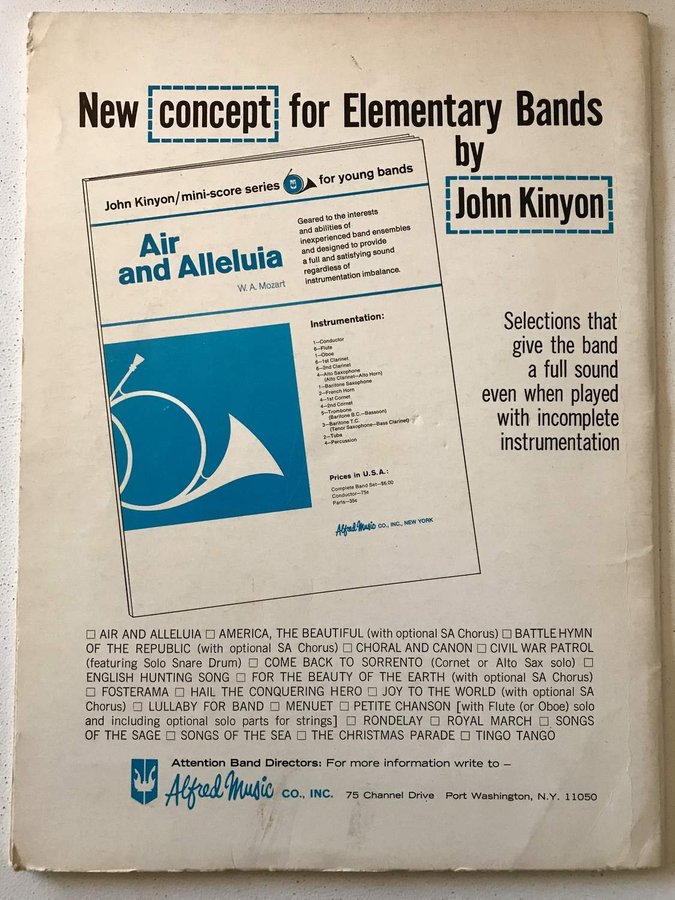 New concept for Elementary Bands
by
John Kinyon
John Kinyon/mini-score series for young bands
Air
and Alleluia
W. A. Mozart
Geared to the interests
and abilities of
inexperienced band ensembles
and designed to provide
a full and satisfying sound
regardless of
instrumentation imbalance.
Instrumentation:
1—Conductor
6—Flute
1—Oboe
6—1st Clarinet
6—2nd Clarinet
4—Alto Saxophone
(Alto Clarinet—Alto Horn)
1—Baritone Saxophone
2—French Horn
4—1st Cornet
4—2nd Cornet
5—Trombone
(Baritone B.C.—Bassoon)
3—Baritone T.C.
(Tenor Saxophone—Bass Clarinet)
2—Tuba
4—Percussion
Prices in U.S.A.:
Complete Band Set—$6.00
Conductor—75¢
Parts—35¢
Alfred Music CO., INC., NEW YORK
Selections that
give the band
a full sound
even when played
with incomplete
instrumentation
□ AIR AND ALLELUIA □ AMERICA, THE BEAUTIFUL (with optional SA Chorus) □ BATTLE HYMN
OF THE REPUBLIC (with optional SA Chorus) □ CHORAL AND CANON □ CIVIL WAR PATROL
(featuring Solo Snare Drum) □ COME BACK TO SORRENTO (Cornet or Alto Sax solo) □
ENGLISH HUNTING SONG □ FOR THE BEAUTY OF THE EARTH (with optional SA Chorus)
□ FOSTERAMA □ HAIL THE CONQUERING HERO □ JOY TO THE WORLD (with optional SA
Chorus) □ LULLABY FOR BAND □ MENUET □ PETITE CHANSON [with Flute (or Oboe) solo
and including optional solo parts for strings] □ RONDELAY □ ROYAL MARCH □ SONGS
OF THE SAGE □ SONGS OF THE SEA □ THE CHRISTMAS PARADE □ TINGO TANGO
Attention Band Directors: For more information write to –
Alfred Music CO., INC. 75 Channel Drive Port Washington, N.Y. 11050